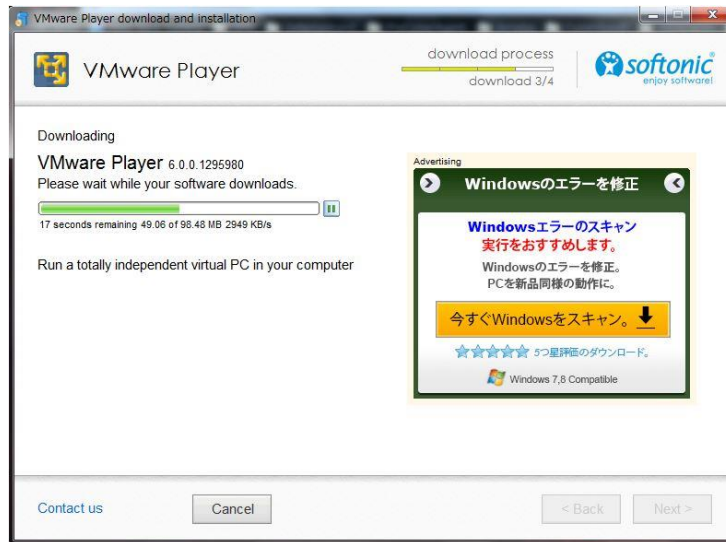 VMware Player download and installation
VMware Player
download process
download 3/4
softonic
enjoy software!
Downloading
VMware Player 6.0.0.1295980
Please wait while your software downloads.
17 seconds remaining 49.06 of 98.48 MB 2949 KB/s
Run a totally independent virtual PC in your computer
Advertising
Windowsのエラーを修正
Windowsエラーのスキャン
実行をおすすめします。
Windowsのエラーを修正。
PCを新品同様の動作に。
今すぐWindowsをスキャン。
5つ星評価のダウンロード。
Windows 7,8 Compatible
Contact us
Cancel
< Back
Next >